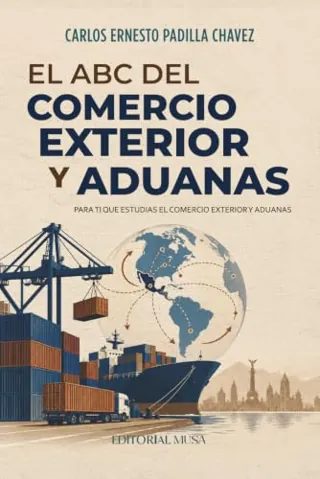 CARLOS ERNESTO PADILLA CHAVEZ
EL ABC DEL
COMERCIO
EXTERIOR
Y ADUANAS
PARA TI QUE ESTUDIAS EL COMERCIO EXTERIOR Y ADUANAS
EDITORIAL MUSA